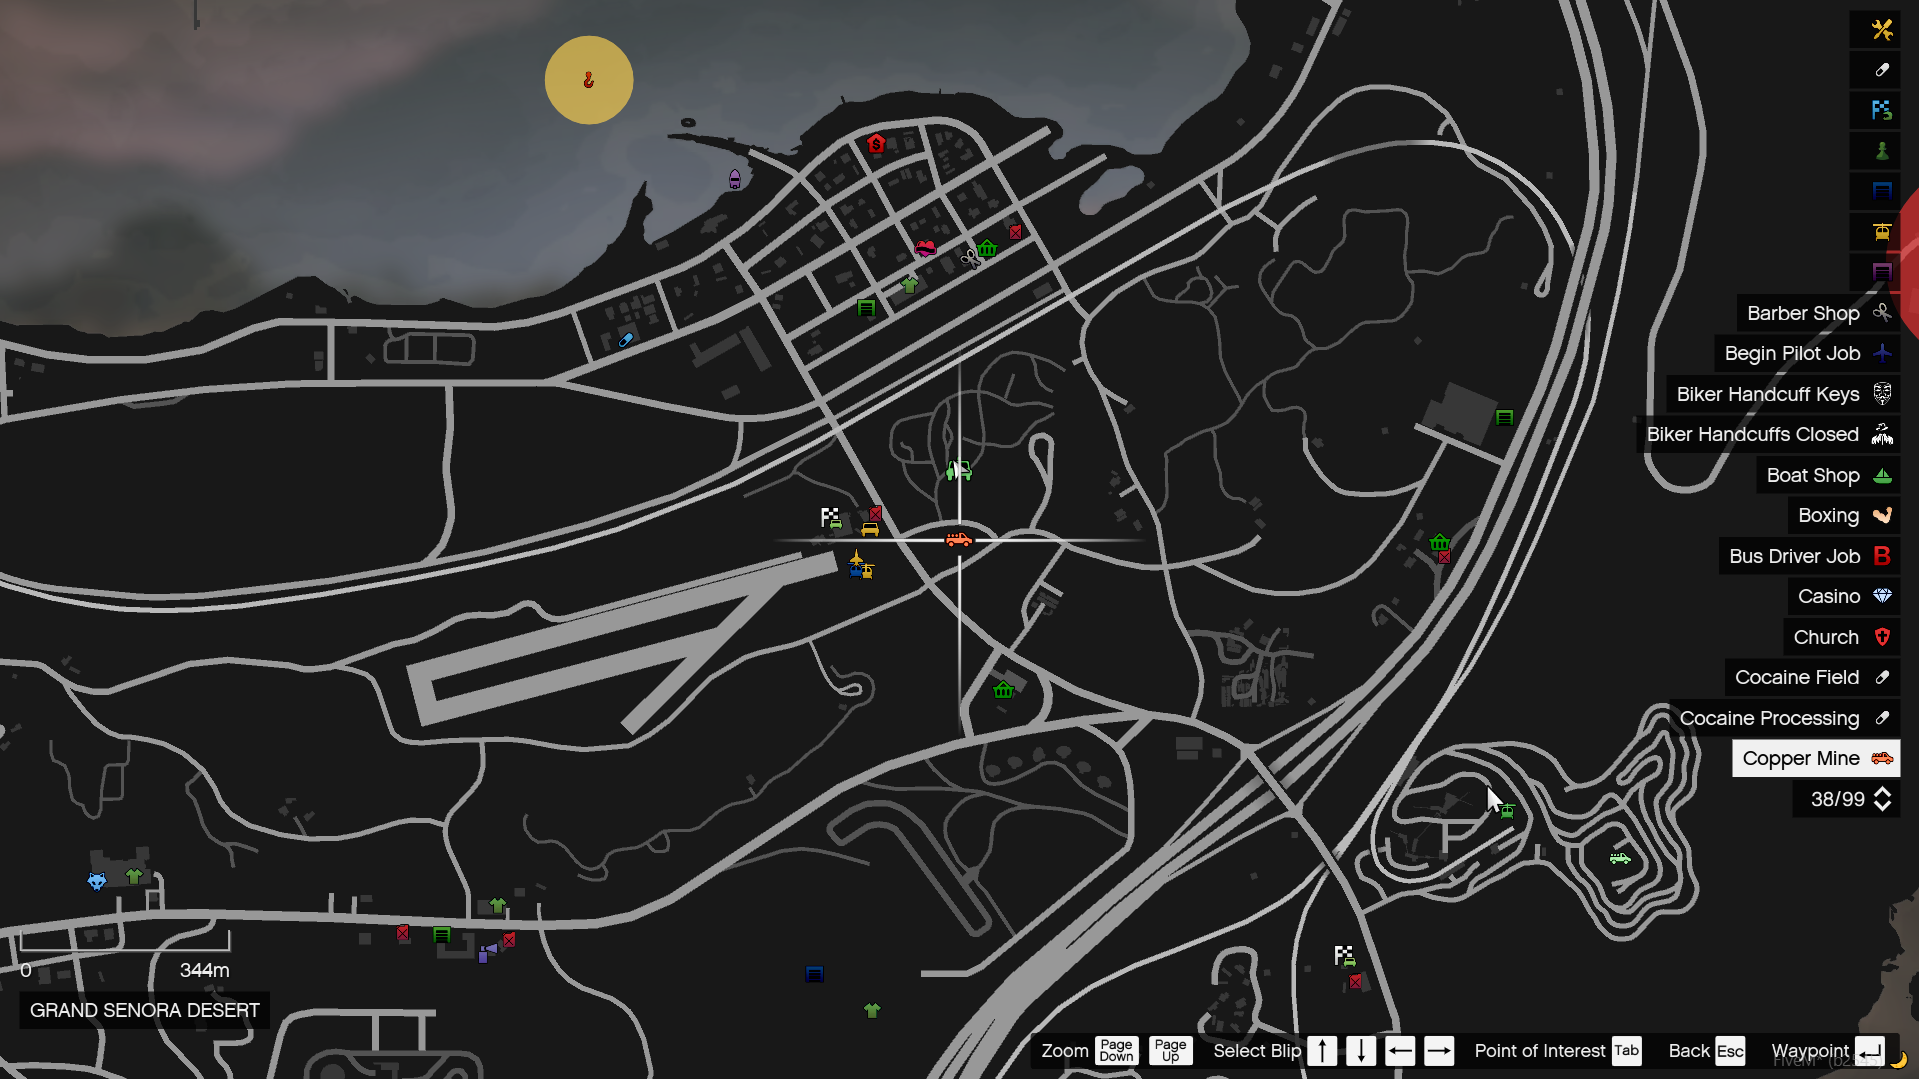 Barber Shop
Begin Pilot Job
Biker Handcuff Keys
Biker Handcuffs Closed
Boat Shop
Boxing
Bus Driver Job B
Casino
Church
Cocaine Field
Cocaine Processing
Copper Mine
38/99
0 344m
GRAND SENORA DESERT
Zoom Page Down Page Up Select Blip ↑ ↓ ← → Point of Interest Tab Back Esc Waypoint